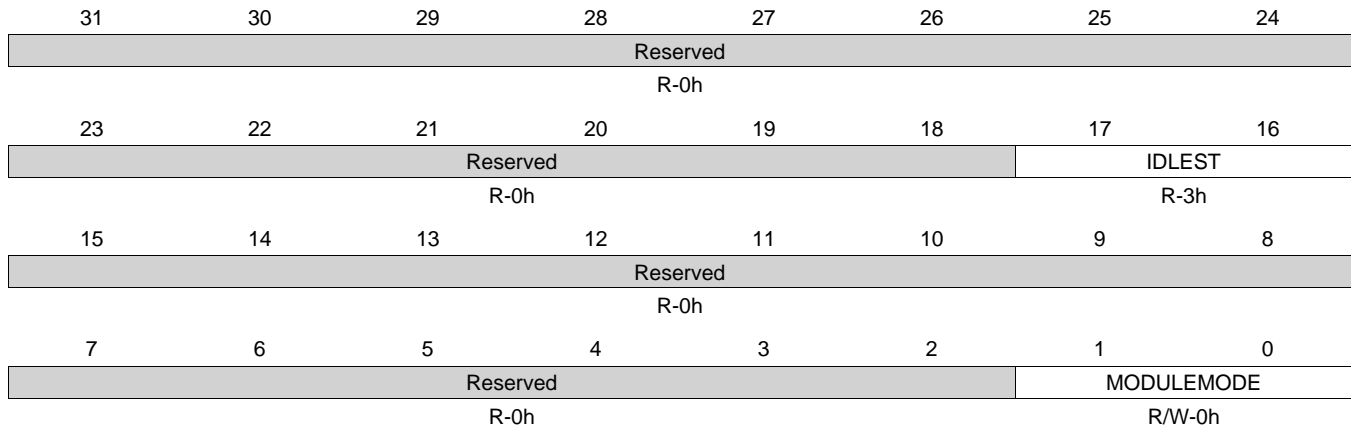 31 30 29 28 27 26 25 24
Reserved
R-0h
23 22 21 20 19 18 17 16
Reserved IDLEST
R-0h R-3h
15 14 13 12 11 10 9 8
Reserved
R-0h
7 6 5 4 3 2 1 0
Reserved MODULEMODE
R-0h R/W-0h